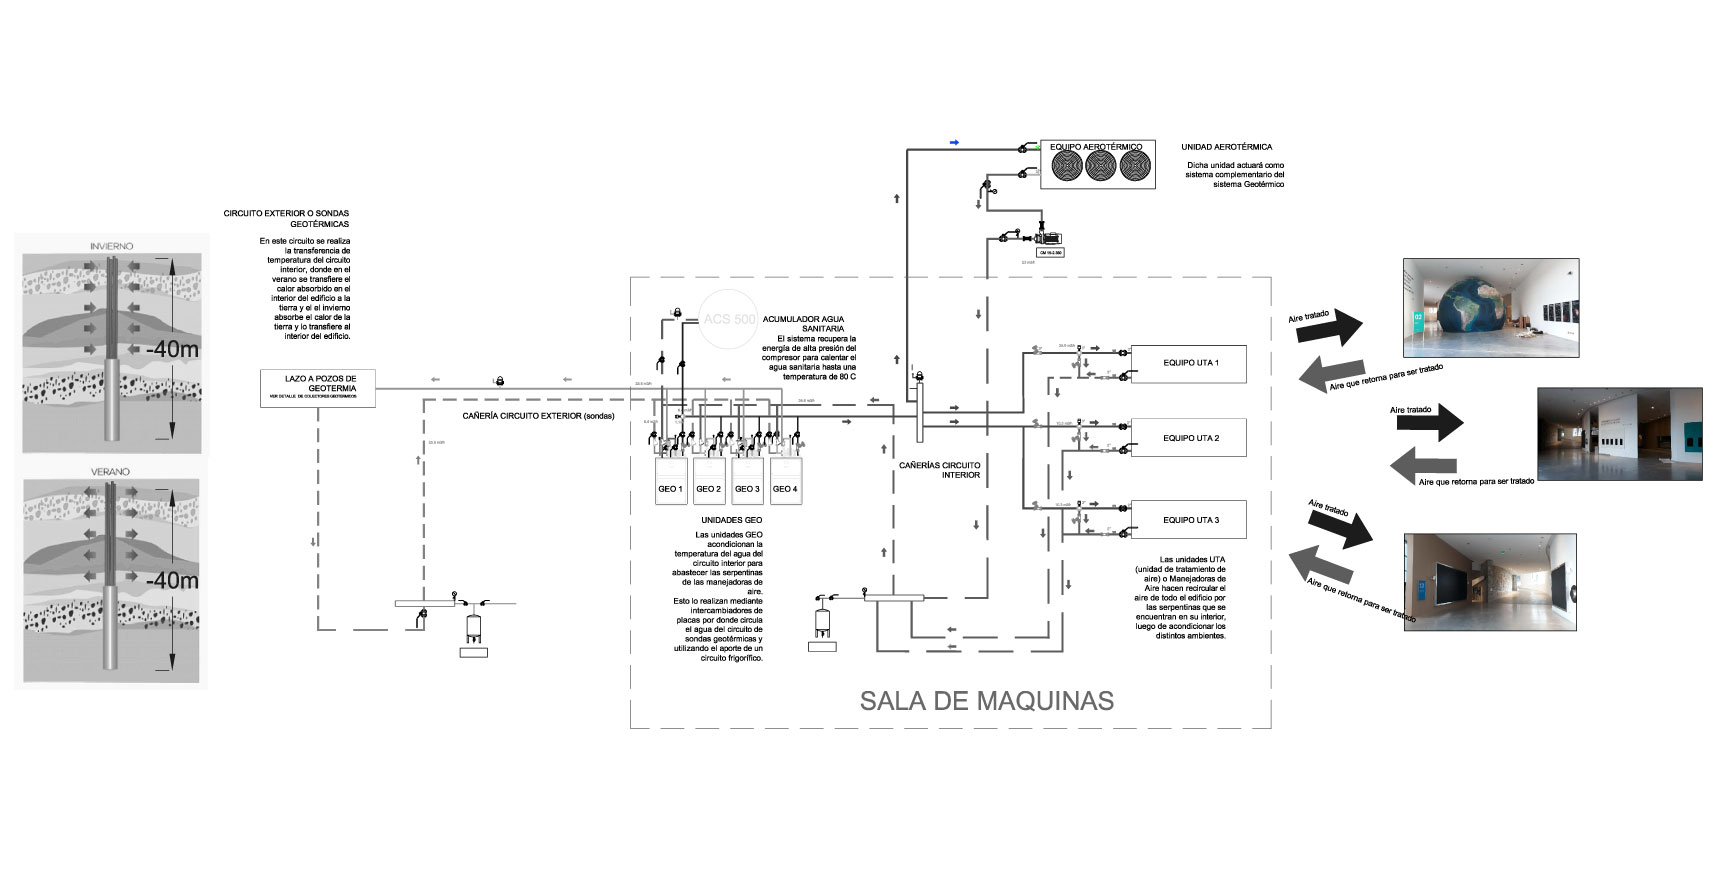 INVIERNO
-40m
VERANO
-40m
CIRCUITO EXTERIOR O SONDAS
GEOTÉRMICAS
En este circuito se realiza
la transferencia de
temperatura del circuito
interior, donde en el
verano se transfiere el
calor absorbido en el
interior del edificio a la
tierra y el el invierno
absorbe el calor de la
tierra y lo transfiere al
interior del edificio.
LAZO A POZOS DE
GEOTERMIA
VER DETALLE DE COLECTORES GEOTERMICOS
CAÑERÍA CIRCUITO EXTERIOR (sondas)
ACS 500
ACUMULADOR AGUA
SANITARIA
El sistema recupera la
energía de alta presión del
compresor para calentar el
agua sanitaria hasta una
temperatura de 80 C
GEO 1
GEO 2
GEO 3
GEO 4
UNIDADES GEO
Las unidades GEO
acondicionan la
temperatura del agua del
circuito interior para
abastecer las serpentinas
de las manejadoras de
aire.
Esto lo realizan mediante
intercambiadores de
placas por donde circula
el agua del circuito de
sondas geotérmicas y
utilizando el aporte de un
circuito frigorífico.
EQUIPO AEROTÉRMICO
UNIDAD AEROTÉRMICA
Dicha unidad actuará como
sistema complementario del
sistema Geotérmico
CAÑERÍAS CIRCUITO
INTERIOR
EQUIPO UTA 1
EQUIPO UTA 2
EQUIPO UTA 3
Las unidades UTA
(unidad de tratamiento de
aire) o Manejadoras de
Aire hacen recircular el
aire de todo el edificio por
las serpentinas que se
encuentran en su interior,
luego de acondicionar los
distintos ambientes.
SALA DE MAQUINAS
Aire tratado
Aire que retorna para ser tratado
02
Aire tratado
Aire que retorna para ser tratado
Aire tratado
Aire que retorna para ser tratado